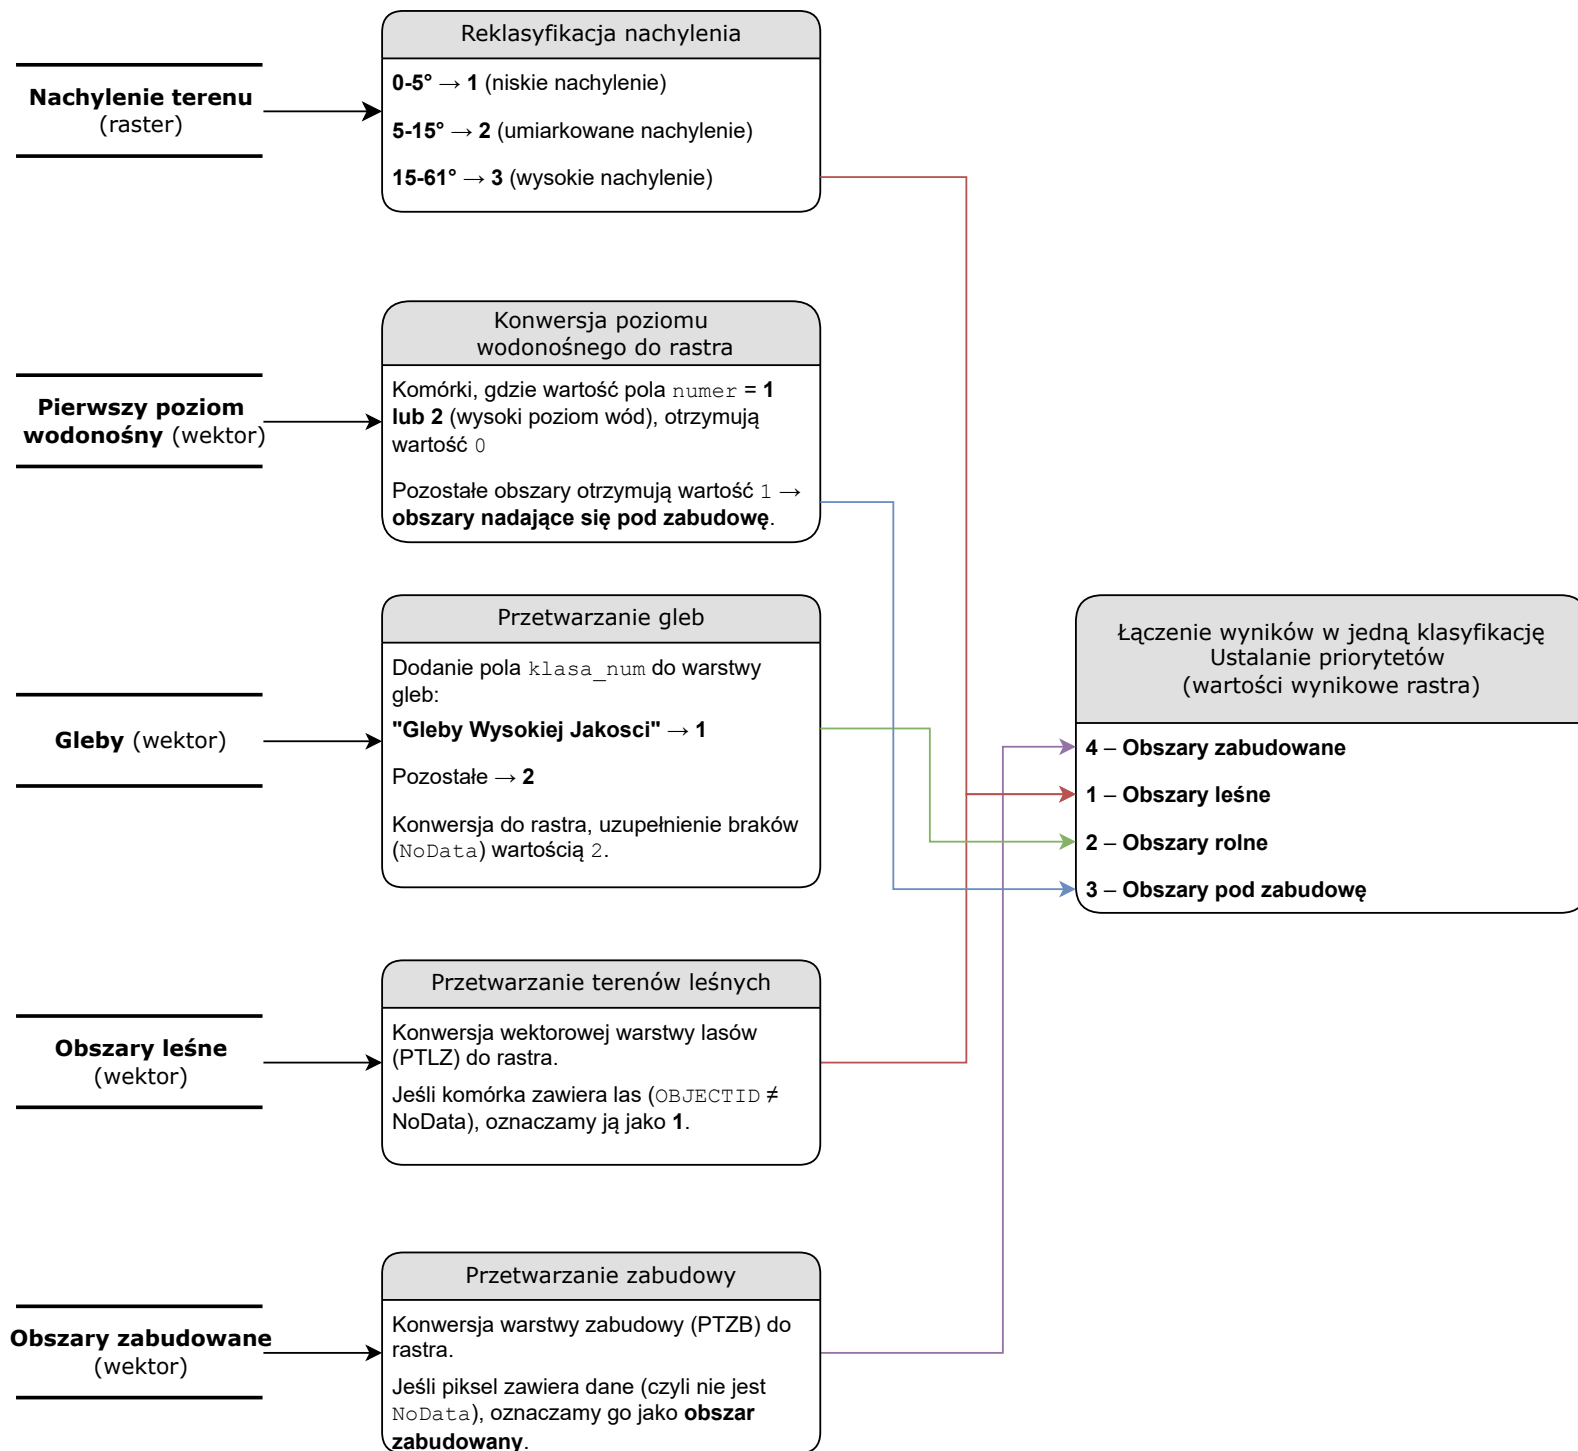 Nachylenie terenu
(raster)
Reklasyfikacja nachylenia
0-5° → 1 (niskie nachylenie)
5-15° → 2 (umiarkowane nachylenie)
15-61° → 3 (wysokie nachylenie)
Pierwszy poziom
wodonośny (wektor)
Konwersja poziomu
wodonośnego do rastra
Komórki, gdzie wartość pola numer = 1
lub 2 (wysoki poziom wód), otrzymują
wartość 0
Pozostałe obszary otrzymują wartość 1 →
obszary nadające się pod zabudowę.
Gleby (wektor)
Przetwarzanie gleb
Dodanie pola klasa_num do warstwy
gleb:
"Gleby Wysokiej Jakosci" → 1
Pozostałe → 2
Konwersja do rastra, uzupełnienie braków
(NoData) wartością 2.
Obszary leśne
(wektor)
Przetwarzanie terenów leśnych
Konwersja wektorowej warstwy lasów
(PTLZ) do rastra.
Jeśli komórka zawiera las (OBJECTID ≠
NoData), oznaczamy ją jako 1.
Obszary zabudowane
(wektor)
Przetwarzanie zabudowy
Konwersja warstwy zabudowy (PTZB) do
rastra.
Jeśli piksel zawiera dane (czyli nie jest
NoData), oznaczamy go jako obszar
zabudowany.
Łączenie wyników w jedną klasyfikację
Ustalanie priorytetów
(wartości wynikowe rastra)
4 – Obszary zabudowane
1 – Obszary leśne
2 – Obszary rolne
3 – Obszary pod zabudowę